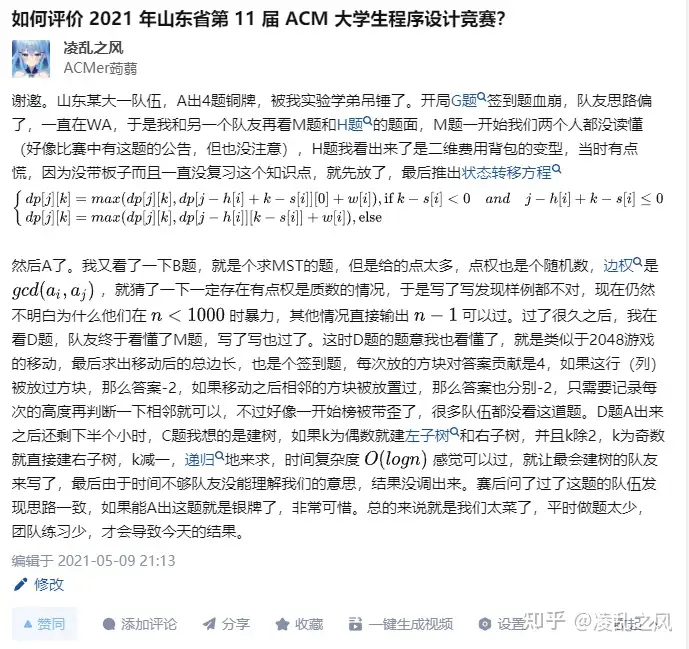 如何评价 2021 年山东省第 11 届 ACM 大学生程序设计竞赛？
凌乱之风
ACMer蒟蒻
谢邀。山东某大一队伍，A出4题铜牌，被我实验学弟吊锤了。开局G题签到题血崩，队友思路偏
了，一直在WA，于是我和另一个队友再看M题和H题的题面，M题一开始我们两个人都没读懂
（好像比赛中有这题的公告，但也没注意），H题我看出来了是二维费用背包的变型，当时有点
慌，因为没带板子而且一直没复习这个知识点，就先放了，最后推出状态转移方程
dp[j][k] = max(dp[j][k], dp[j − h[i] + k − s[i]][0] + w[i]), if k − s[i] < 0 and j − h[i] + k − s[i] ≤ 0
dp[j][k] = max(dp[j][k], dp[j − h[i]][k − s[i]] + w[i]), else
然后A了。我又看了一下B题，就是个求MST的题，但是给的点太多，点权也是个随机数，边权是
gcd(a_i, a_j) ，就猜了一下一定存在有点权是质数的情况，于是写了写发现样例都不对，现在仍然
不明白为什么他们在 n < 1000 时暴力，其他情况直接输出 n − 1 可以过。过了很久之后，我在
看D题，队友终于看懂了M题，写了写也过了。这时D题的题意我也看懂了，就是类似于2048游戏
的移动，最后求出移动后的总边长，也是个签到题，每次放的方块对答案贡献是4，如果这行（列）
被放过方块，那么答案-2，如果移动之后相邻的方块被放置过，那么答案也分别-2，只需要记录每
次的高度再判断一下相邻就可以，不过好像一开始榜被带歪了，很多队伍都没看这道题。D题A出来
之后还剩下半个小时，C题我想的是建树，如果k为偶数就建左子树和右子树，并且k除2，k为奇数
就直接建右子树，k减一，递归地来求，时间复杂度 O(logn) 感觉可以过，就让最会建树的队友
来写了，最后由于时间不够队友没能理解我们的意思，结果没调出来。赛后问了过了这题的队伍发
现思路一致，如果能A出这题就是银牌了，非常可惜。总的来说就是我们太菜了，平时做题太少，
团队练习少，才会导致今天的结果。
编辑于 2021-05-09 21:13
修改
赞同 添加评论 分享 收藏 一键生成视频 设置
知乎 @凌乱之风